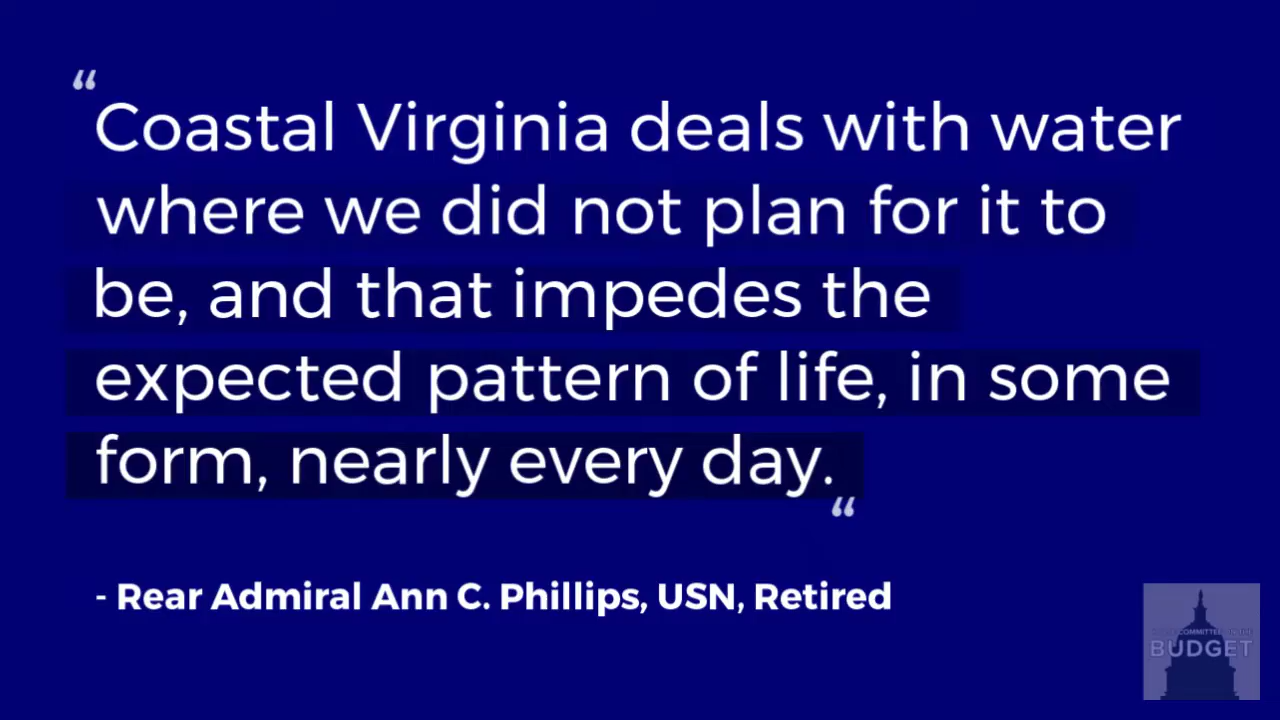 “
Coastal Virginia deals with water
where we did not plan for it to
be, and that impedes the
expected pattern of life, in some
form, nearly every day.
“
- Rear Admiral Ann C. Phillips, USN, Retired
COMMITTEE
BUDGET